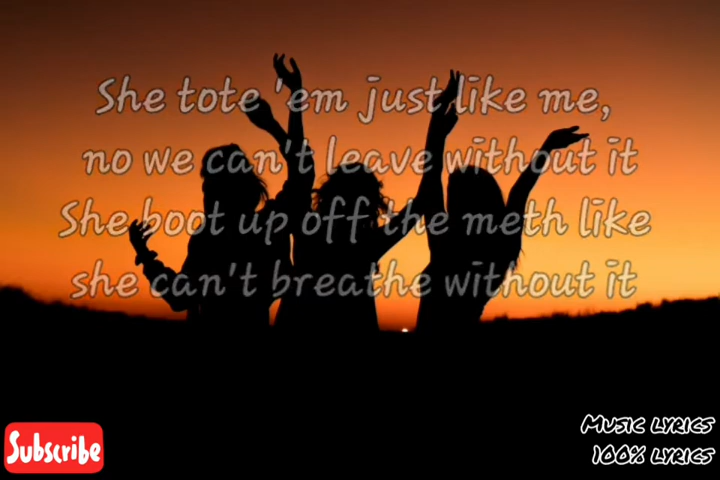 She tote 'em just like me,
no we can't leave without it
She boot up off the meth like
she can't breathe without it
Subscribe
Music lyrics
100% lyrics